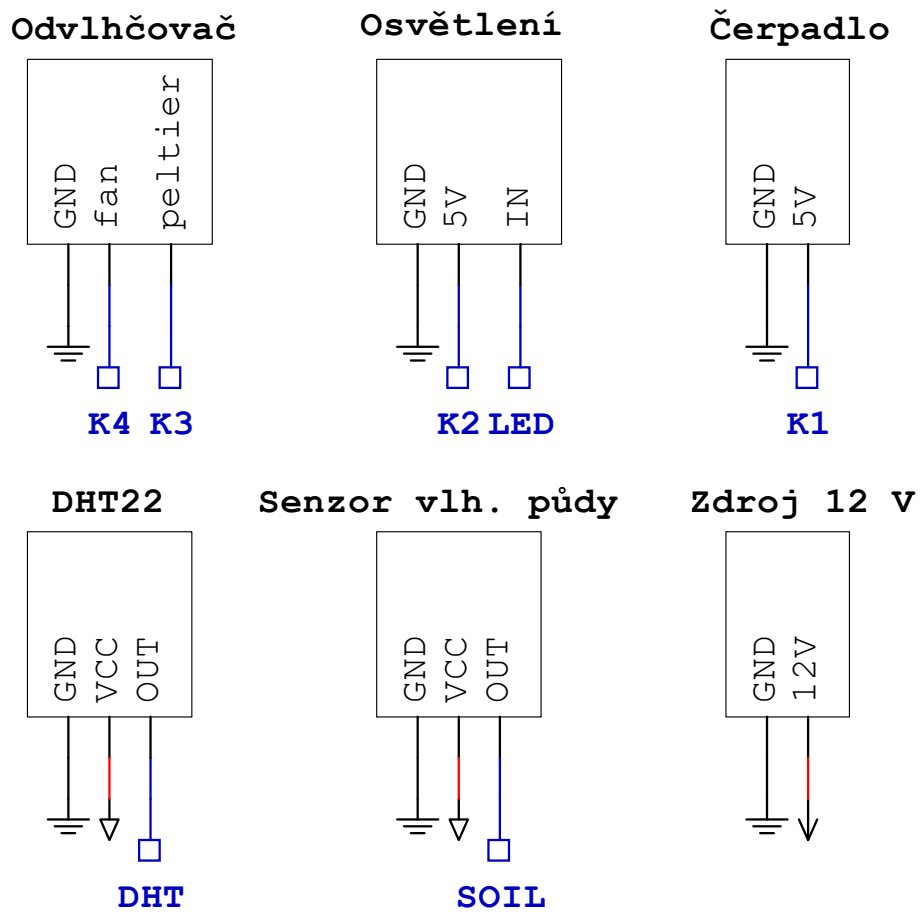 Odvlhčovač
GND
fan
peltier
K4
K3
Osvětlení
GND
5V
IN
K2
LED
Čerpadlo
GND
5V
K1
DHT22
GND
VCC
OUT
DHT
Senzor vlh. půdy
GND
VCC
OUT
SOIL
Zdroj 12 V
GND
12V